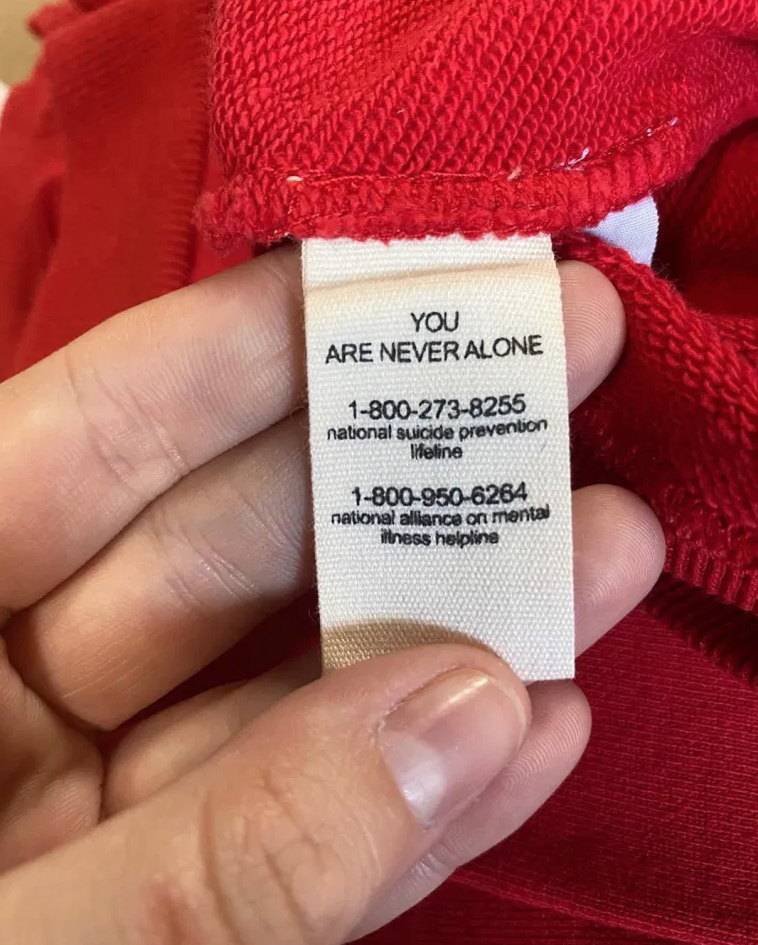 YOU
ARE NEVER ALONE
1-800-273-8255
national suicide prevention
lifeline
1-800-950-6264
national alliance on mental
illness helpline